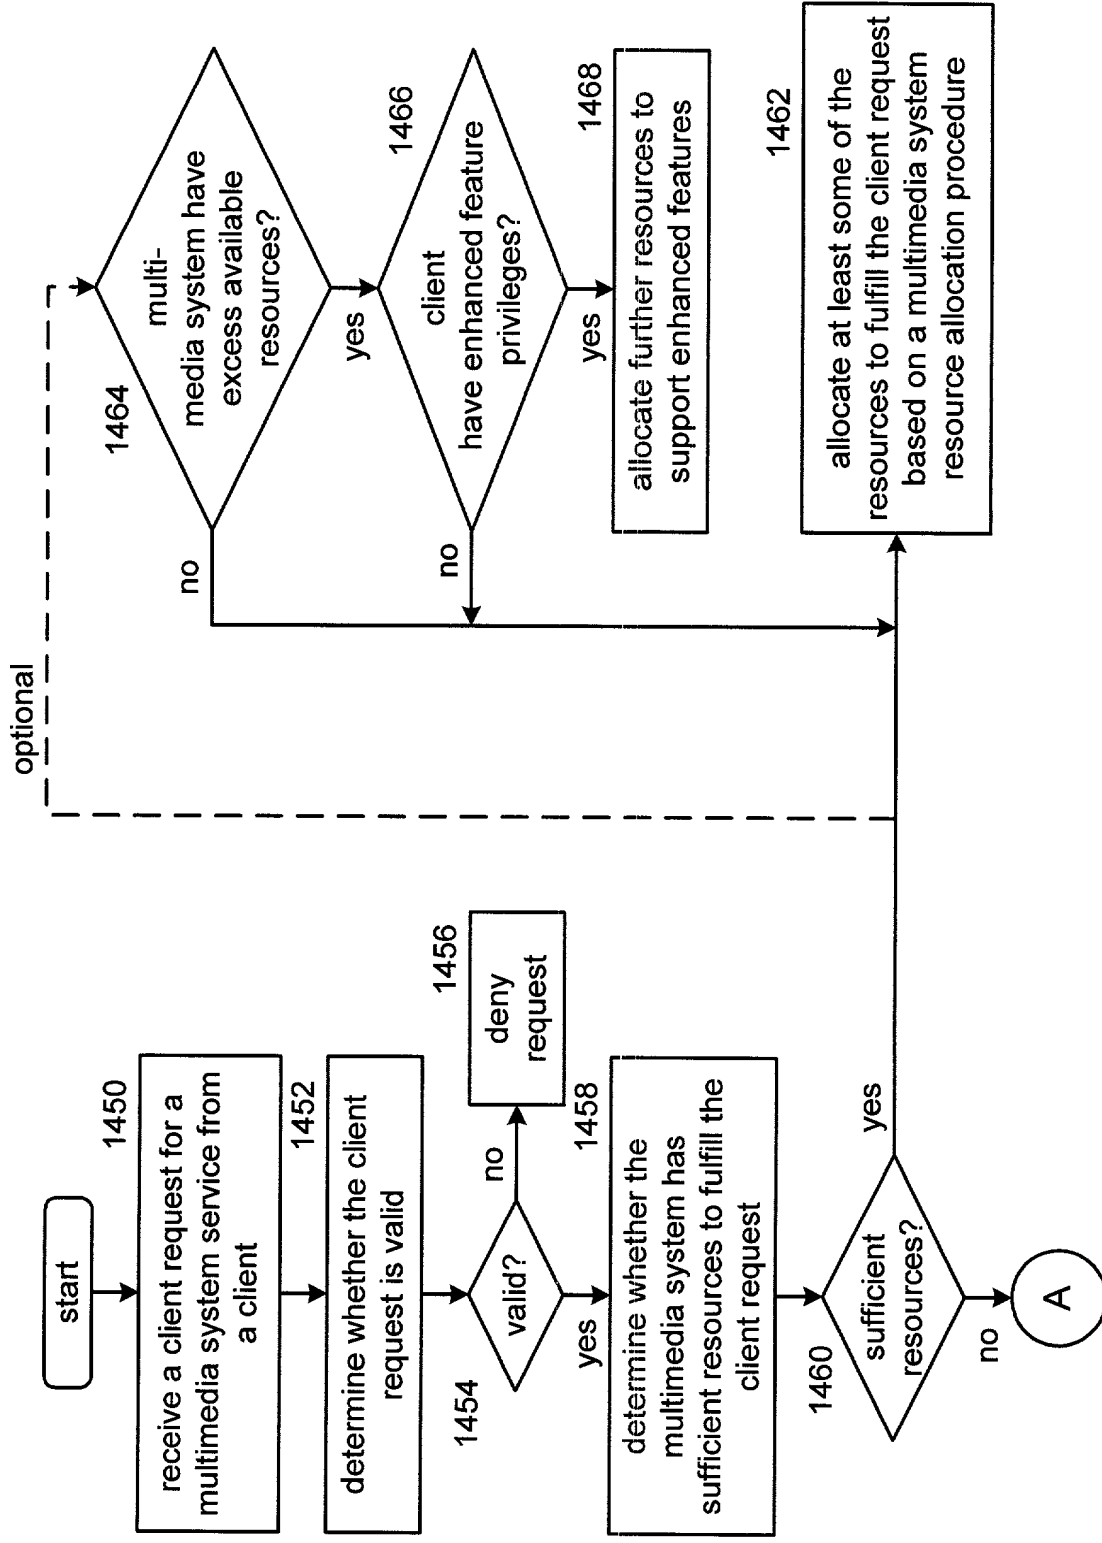 start
1450
receive a client request for a
multimedia system service from
a client
1452
determine whether the client
request is valid
1454
valid?
no
1456
deny
request
yes
1458
determine whether the
multimedia system has
sufficient resources to fulfill the
client request
1460
sufficient
resources?
no
A
yes
optional
1464
multi-
media system have
excess available
resources?
no
yes
1466
client
have enhanced feature
privileges?
no
yes
1468
allocate further resources to
support enhanced features
1462
allocate at least some of the
resources to fulfill the client request
based on a multimedia system
resource allocation procedure